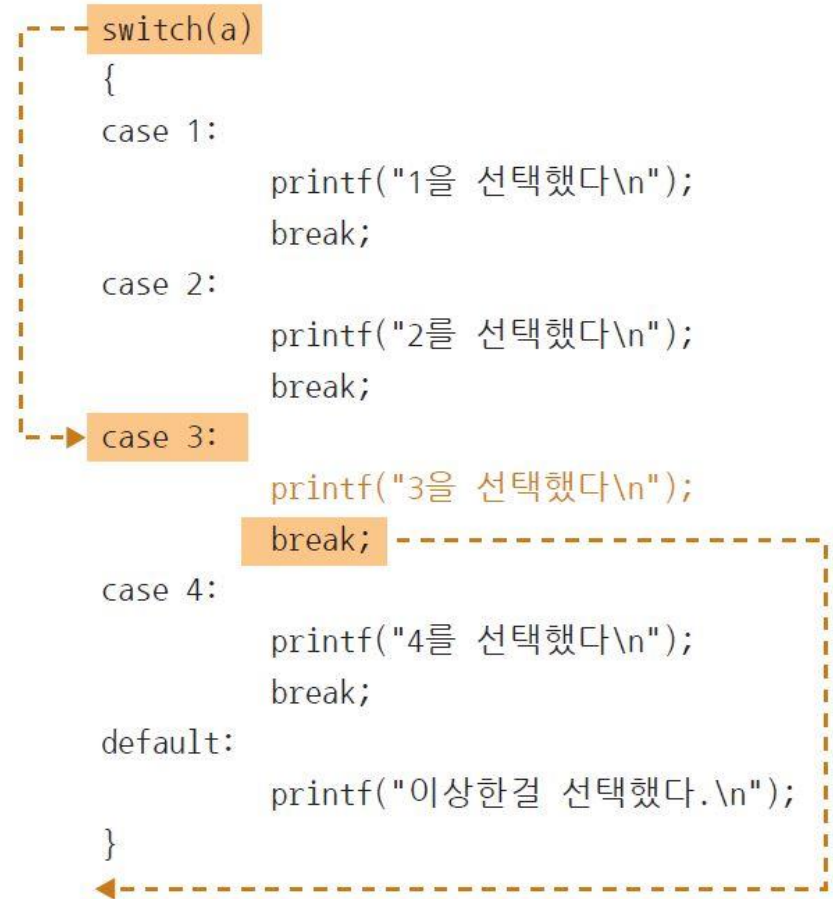 switch(a)
{
case 1:
printf("1을 선택했다\n");
break;
case 2:
printf("2를 선택했다\n");
break;
case 3:
printf("3을 선택했다\n");
break;
case 4:
printf("4를 선택했다\n");
break;
default:
printf("이상한걸 선택했다.\n");
}